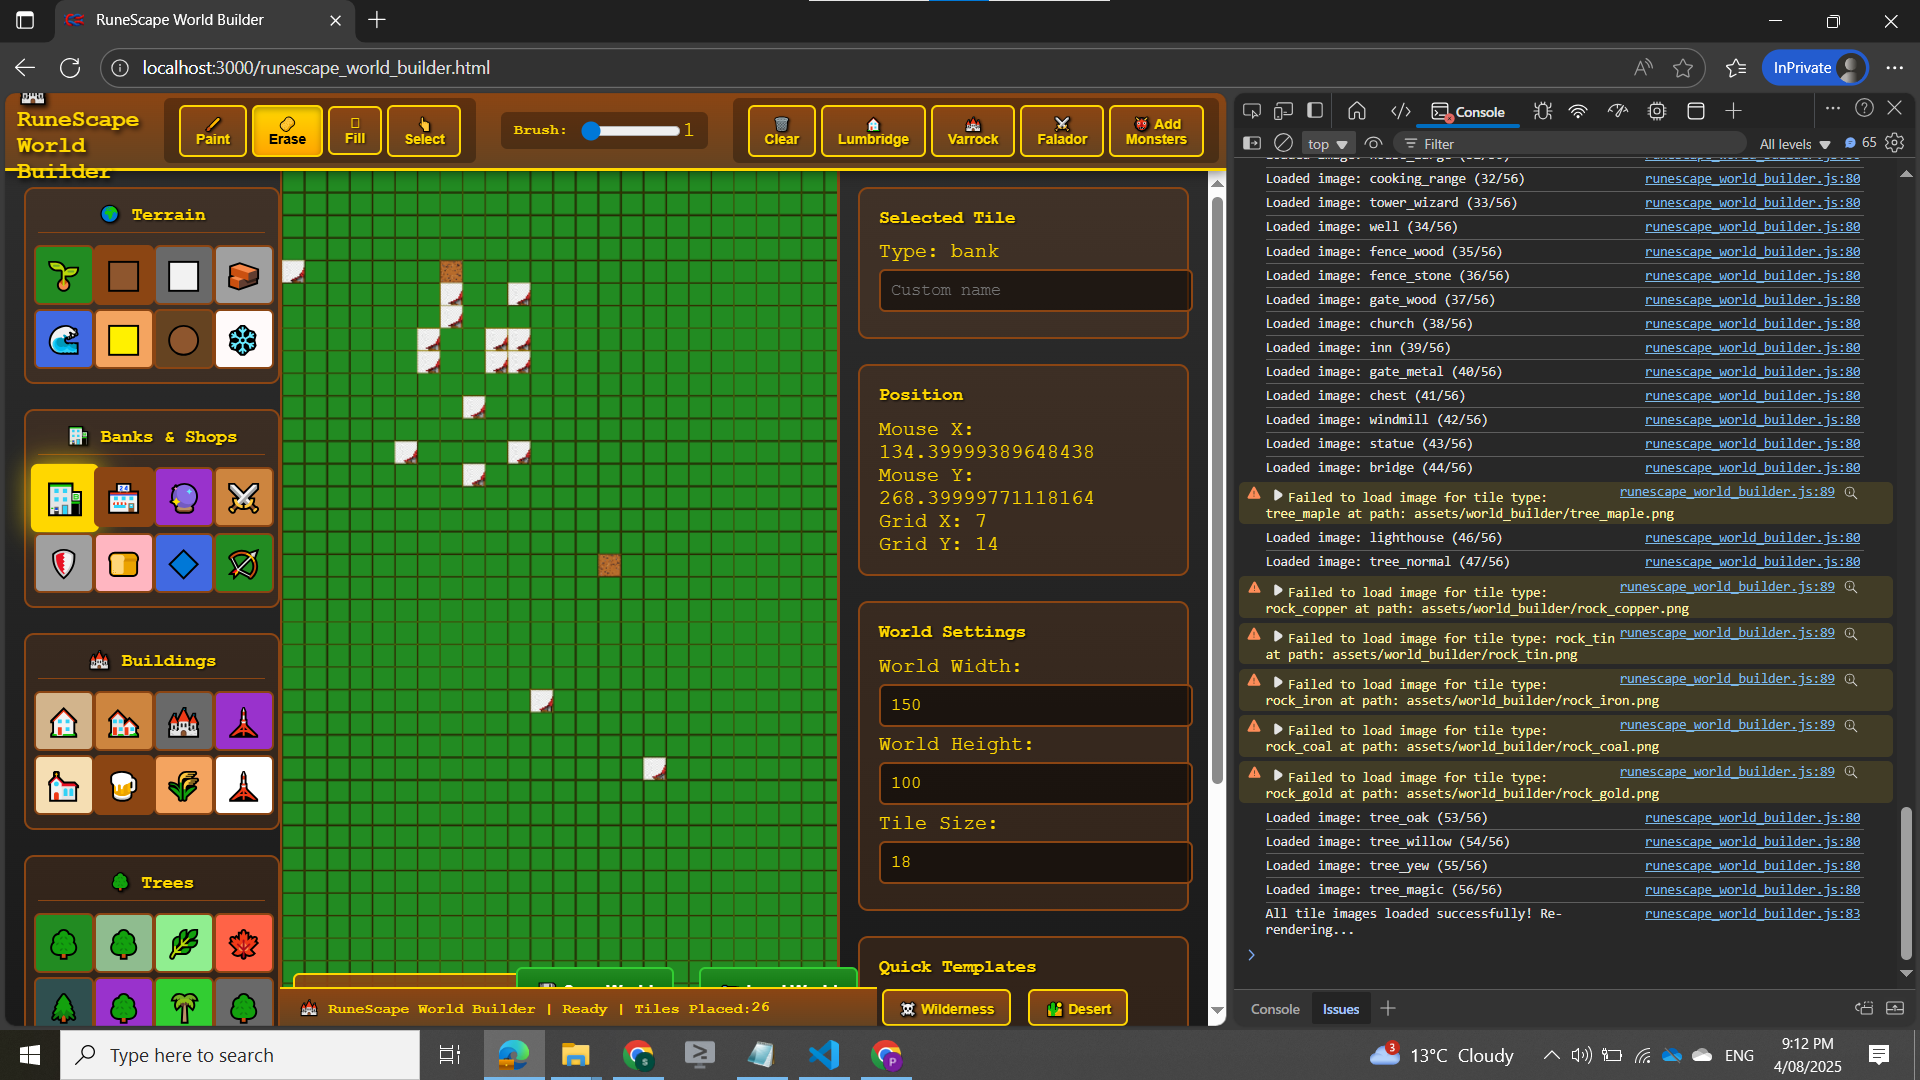 RuneScape World Builder
localhost:3000/runescape_world_builder.html
InPrivate
RuneScape
World
Builder
Paint
Erase
Fill
Select
Brush:
1
Clear
Lumbridge
Varrock
Falador
Add
Monsters
Terrain
Banks & Shops
24
Buildings
Trees
Selected Tile
Type: bank
Custom name
Position
Mouse X:
134.39999389648438
Mouse Y:
268.39999771118164
Grid X: 7
Grid Y: 14
World Settings
World Width:
150
World Height:
100
Tile Size:
18
Quick Templates
Wilderness
Desert
RuneScape World Builder | Ready | Tiles Placed:26
Console
top
Filter
All levels
65
Loaded image: cooking_range (32/56) runescape_world_builder.js:80
Loaded image: tower_wizard (33/56) runescape_world_builder.js:80
Loaded image: well (34/56) runescape_world_builder.js:80
Loaded image: fence_wood (35/56) runescape_world_builder.js:80
Loaded image: fence_stone (36/56) runescape_world_builder.js:80
Loaded image: gate_wood (37/56) runescape_world_builder.js:80
Loaded image: church (38/56) runescape_world_builder.js:80
Loaded image: inn (39/56) runescape_world_builder.js:80
Loaded image: gate_metal (40/56) runescape_world_builder.js:80
Loaded image: chest (41/56) runescape_world_builder.js:80
Loaded image: windmill (42/56) runescape_world_builder.js:80
Loaded image: statue (43/56) runescape_world_builder.js:80
Loaded image: bridge (44/56) runescape_world_builder.js:80
Failed to load image for tile type: runescape_world_builder.js:89
tree_maple at path: assets/world_builder/tree_maple.png
Loaded image: lighthouse (46/56) runescape_world_builder.js:80
Loaded image: tree_normal (47/56) runescape_world_builder.js:80
Failed to load image for tile type: runescape_world_builder.js:89
rock_copper at path: assets/world_builder/rock_copper.png
Failed to load image for tile type: rock_tin runescape_world_builder.js:89
at path: assets/world_builder/rock_tin.png
Failed to load image for tile type: runescape_world_builder.js:89
rock_iron at path: assets/world_builder/rock_iron.png
Failed to load image for tile type: runescape_world_builder.js:89
rock_coal at path: assets/world_builder/rock_coal.png
Failed to load image for tile type: runescape_world_builder.js:89
rock_gold at path: assets/world_builder/rock_gold.png
Loaded image: tree_oak (53/56) runescape_world_builder.js:80
Loaded image: tree_willow (54/56) runescape_world_builder.js:80
Loaded image: tree_yew (55/56) runescape_world_builder.js:80
Loaded image: tree_magic (56/56) runescape_world_builder.js:80
All tile images loaded successfully! Re- runescape_world_builder.js:83
rendering...
Console
Issues
Type here to search
3
13°C Cloudy
ENG
9:12 PM
4/08/2025